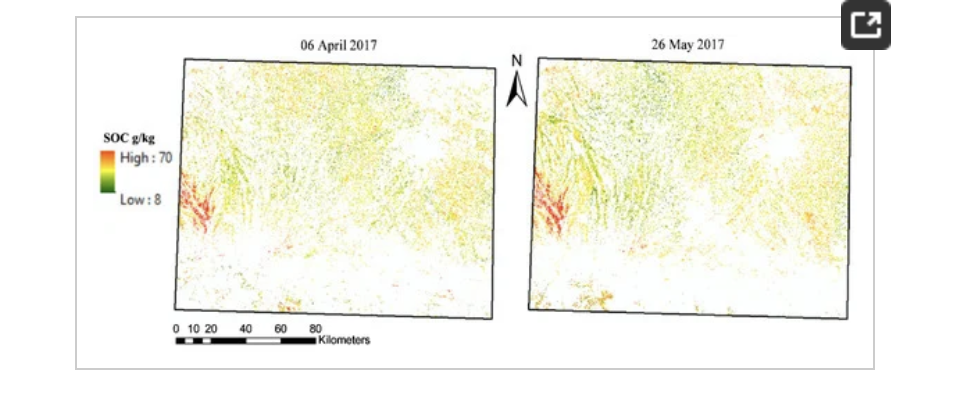 06 April 2017
26 May 2017
N
SOC g/kg
High : 70
Low : 8
0 10 20 40 60 80
Kilometers